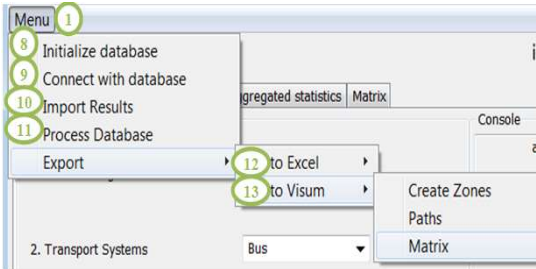 Menu 1
8 Initialize database
9 Connect with database
10 Import Results
11 Process Database
Export
12 to Excel
13 to Visum
Create Zones
Paths
Matrix
statistics Matrix
Console
2. Transport Systems Bus